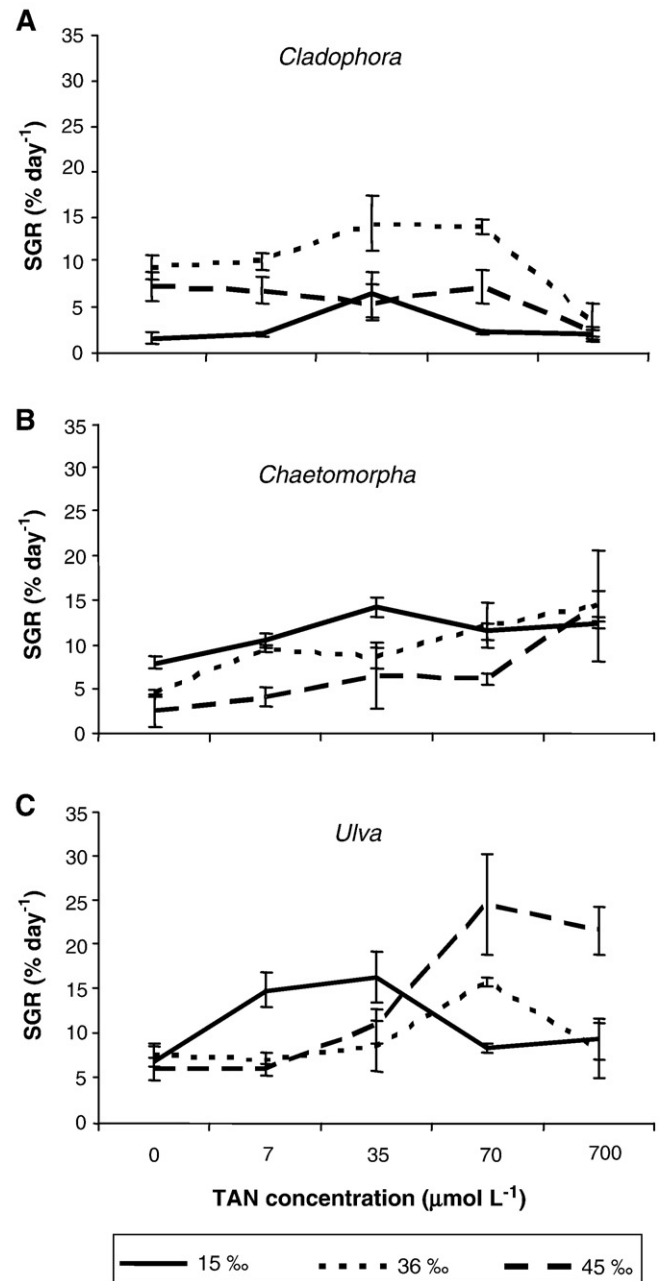 A
Cladophora
35
30
25
20
15
10
5
0
SGR (% day⁻¹)
B
Chaetomorpha
35
30
25
20
15
10
5
0
SGR (% day⁻¹)
C
Ulva
35
30
25
20
15
10
5
0
SGR (% day⁻¹)
0 7 35 70 700
TAN concentration (μmol L⁻¹)
15 ‰ 36 ‰ 45 ‰